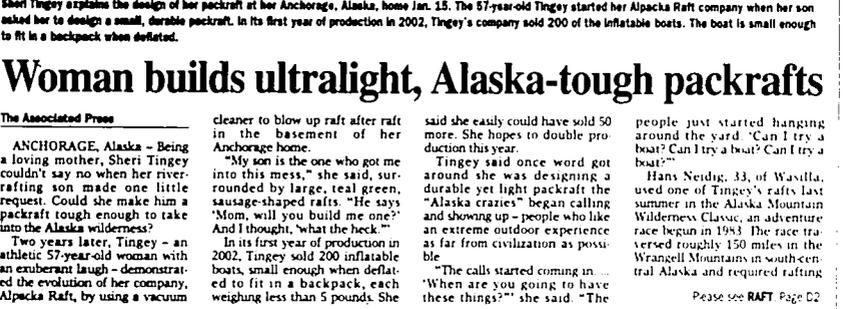 Sheri Tingey explains the design of her packraft at her Anchorage, Alaska, home Jan. 15. The 57-year-old Tingey started her Alpacka Raft company when her son
asked her to design a small, durable packraft. In its first year of production in 2002, Tingey's company sold 200 of the inflatable boats. The boat is small enough
to fit in a backpack when deflated.
Woman builds ultralight, Alaska-tough packrafts
The Associated Press
ANCHORAGE, Alaska – Being
a loving mother, Sheri Tingey
couldn't say no when her river-
rafting son made one little
request. Could she make him a
packraft tough enough to take
into the Alaska wilderness?
Two years later, Tingey – an
athletic 57-year-old woman with
an exuberant laugh – demonstrat-
ed the evolution of her company,
Alpacka Raft, by using a vacuum
cleaner to blow up raft after raft
in the basement of her
Anchorage home.
"My son is the one who got me
into this mess," she said, sur-
rounded by large, teal green,
sausage-shaped rafts. "He says
'Mom, will you build me one?'
And I thought, 'what the heck.'"
In its first year of production in
2002, Tingey sold 200 inflatable
boats, small enough when deflat-
ed to fit in a backpack, each
weighing less than 5 pounds. She
said she easily could have sold 50
more. She hopes to double pro-
duction this year.
Tingey said once word got
around she was designing a
durable yet light packraft the
"Alaska crazies" began calling
and showing up – people who like
an extreme outdoor experience
as far from civilization as possi-
ble
"The calls started coming in. ...
'When are you going to have
these things?'" she said. "The
people just started hanging
around the yard. 'Can I try a
boat? Can I try a boat? Can I try a
boat?'"
Hans Neidig, 33, of Wasilla,
used one of Tingey's rafts last
summer in the Alaska Mountain
Wilderness Classic, an adventure
race begun in 1983. The race tra-
versed roughly 150 miles in the
Wrangell Mountains in south-cen-
tral Alaska and required rafting
Please see RAFT, Page D2